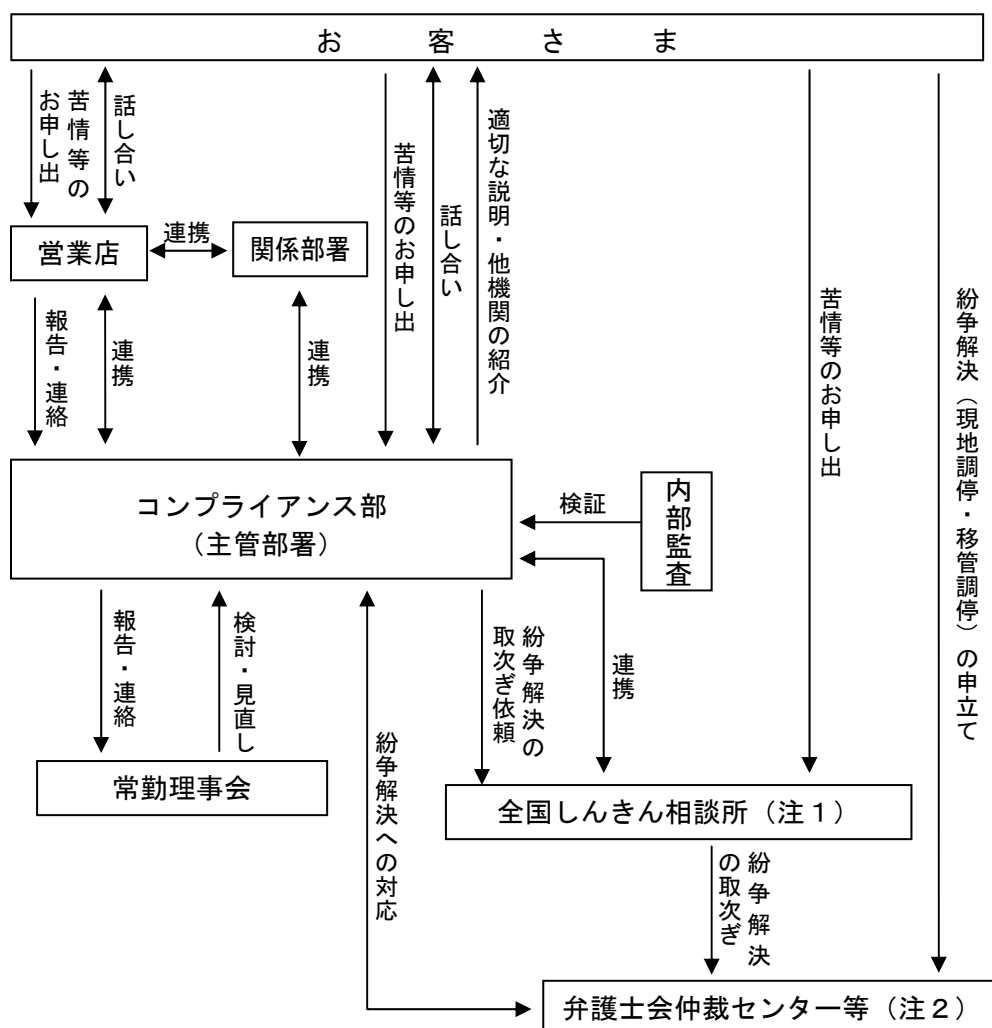 お客さま
苦情等の
お申し出
話し合い
苦情等のお申し出
話し合い
適切な説明・他機関の紹介
苦情等のお申し出
紛争解決（現地調停・移管調停）の申立て
営業店
連携
関係部署
報告・連絡
連携
連携
コンプライアンス部
（主管部署）
検証
内部監査
報告・連絡
検討・見直し
紛争解決への対応
紛争解決の
取次ぎ依頼
連携
常勤理事会
全国しんきん相談所（注１）
紛争解決
の取次ぎ
弁護士会仲裁センター等（注２）